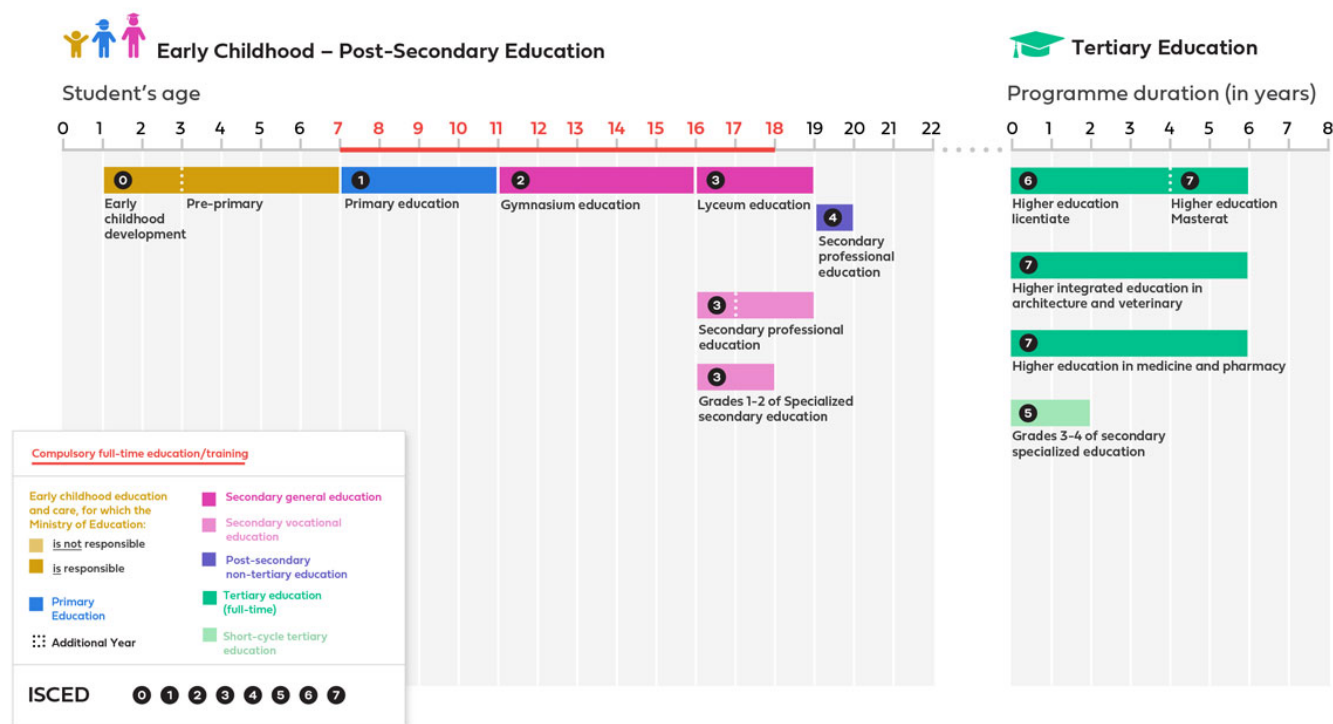 Early Childhood – Post-Secondary Education
Student's age
0 1 2 3 4 5 6 7 8 9 10 11 12 13 14 15 16 17 18 19 20 21 22
0
Early
childhood
development
Pre-primary
1
Primary education
2
Gymnasium education
3
Lyceum education
4
Secondary
professional
education
3
Secondary professional
education
3
Grades 1-2 of Specialized
secondary education
Tertiary Education
Programme duration (in years)
0 1 2 3 4 5 6 7 8
6
Higher education
licentiate
7
Higher education
Masterat
7
Higher integrated education in
architecture and veterinary
7
Higher education in medicine and pharmacy
5
Grades 3-4 of secondary
specialized education
Compulsory full-time education/training
Early childhood education
and care, for which the
Ministry of Education:
is not responsible
is responsible
Primary
Education
Additional Year
Secondary general education
Secondary vocational
education
Post-secondary
non-tertiary education
Tertiary education
(full-time)
Short-cycle tertiary
education
ISCED 0 1 2 3 4 5 6 7